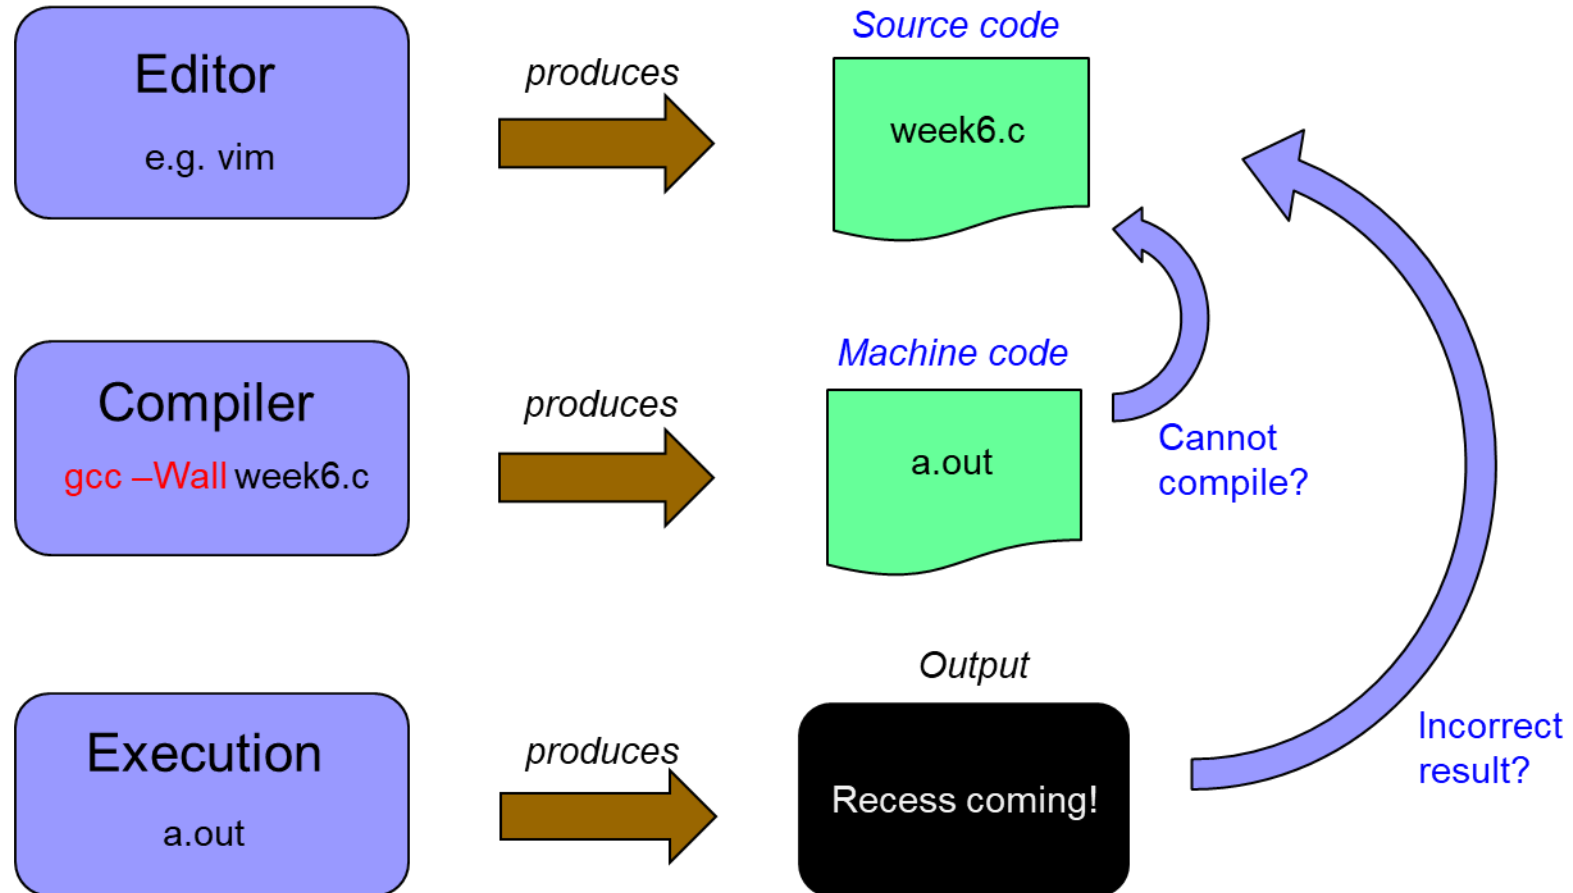 Editor
e.g. vim
produces
Source code
week6.c
Compiler
gcc –Wall week6.c
produces
Machine code
a.out
Cannot
compile?
Execution
a.out
produces
Output
Recess coming!
Incorrect
result?